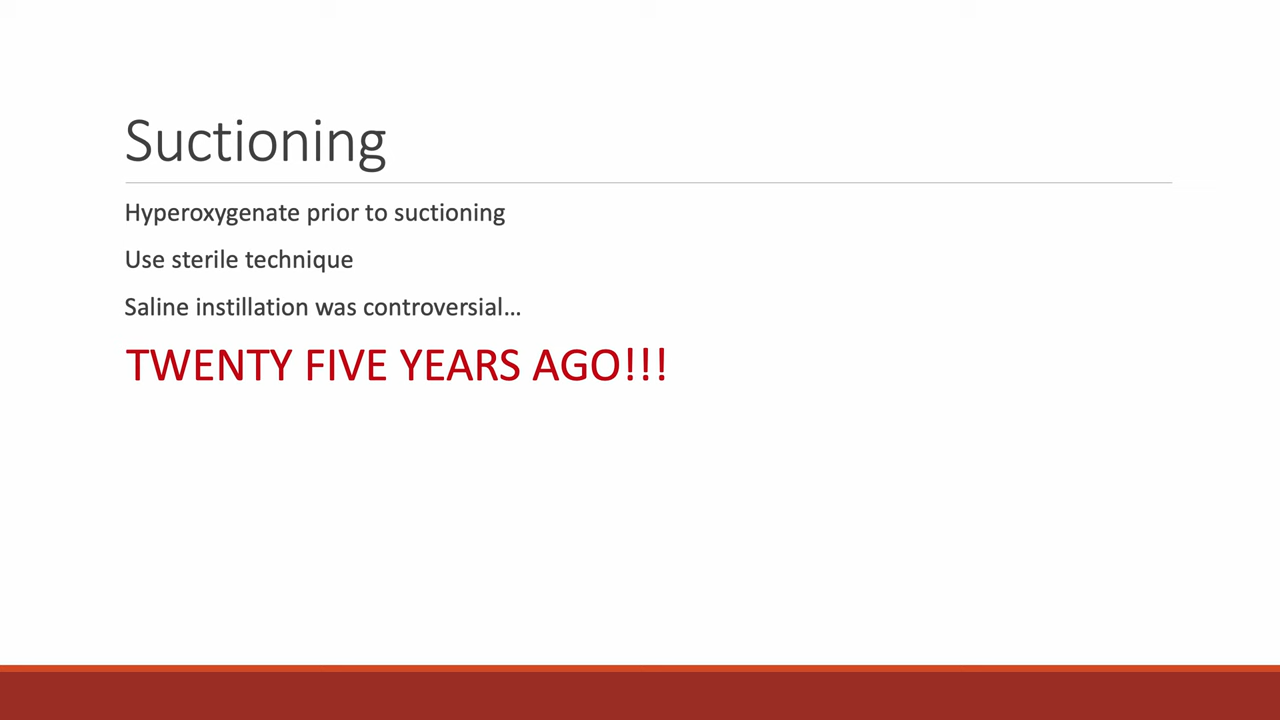 Suctioning
Hyperoxygenate prior to suctioning
Use sterile technique
Saline instillation was controversial…
TWENTY FIVE YEARS AGO!!!